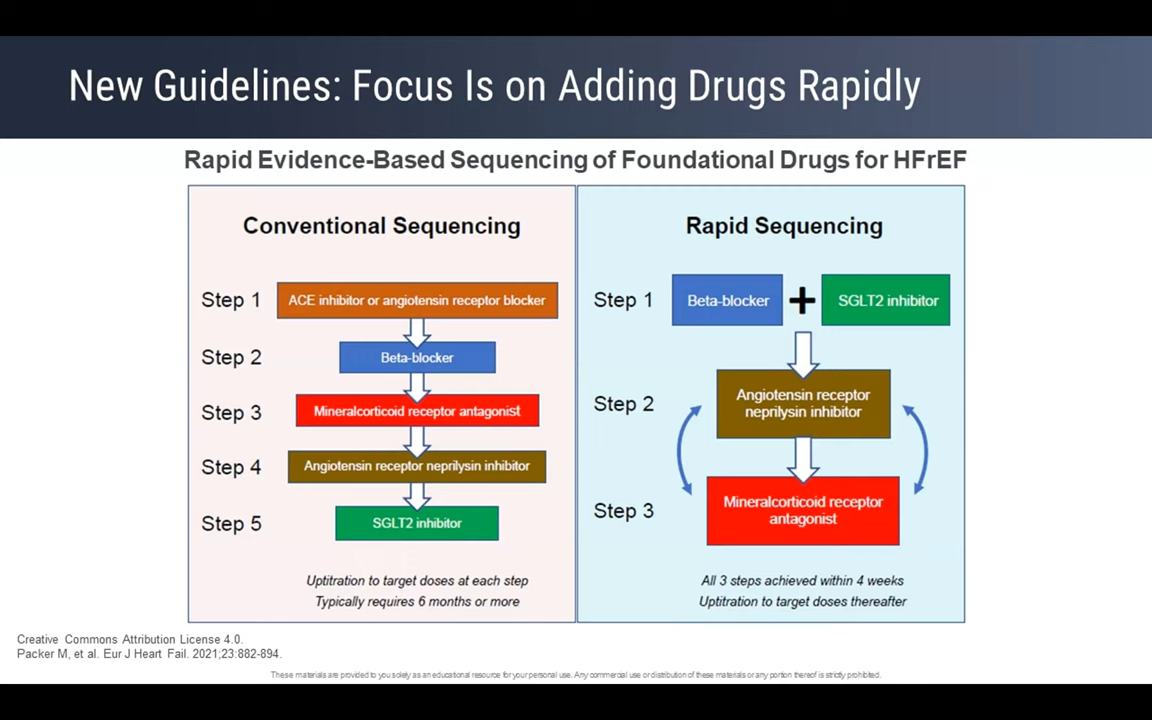 New Guidelines: Focus Is on Adding Drugs Rapidly
Rapid Evidence-Based Sequencing of Foundational Drugs for HFrEF
Conventional Sequencing
Step 1
ACE inhibitor or angiotensin receptor blocker
Step 2
Beta-blocker
Step 3
Mineralcorticoid receptor antagonist
Step 4
Angiotensin receptor neprilysin inhibitor
Step 5
SGLT2 inhibitor
Uptitration to target doses at each step
Typically requires 6 months or more
Rapid Sequencing
Step 1
Beta-blocker
+
SGLT2 inhibitor
Step 2
Angiotensin receptor
neprilysin inhibitor
Step 3
Mineralcorticoid receptor
antagonist
All 3 steps achieved within 4 weeks
Uptitration to target doses thereafter
Creative Commons Attribution License 4.0.
Packer M, et al. Eur J Heart Fail. 2021;23:882-894.
These materials are provided to you solely as an educational resource for your personal use. Any commercial use or distribution of these materials or any portion thereof is strictly prohibited.